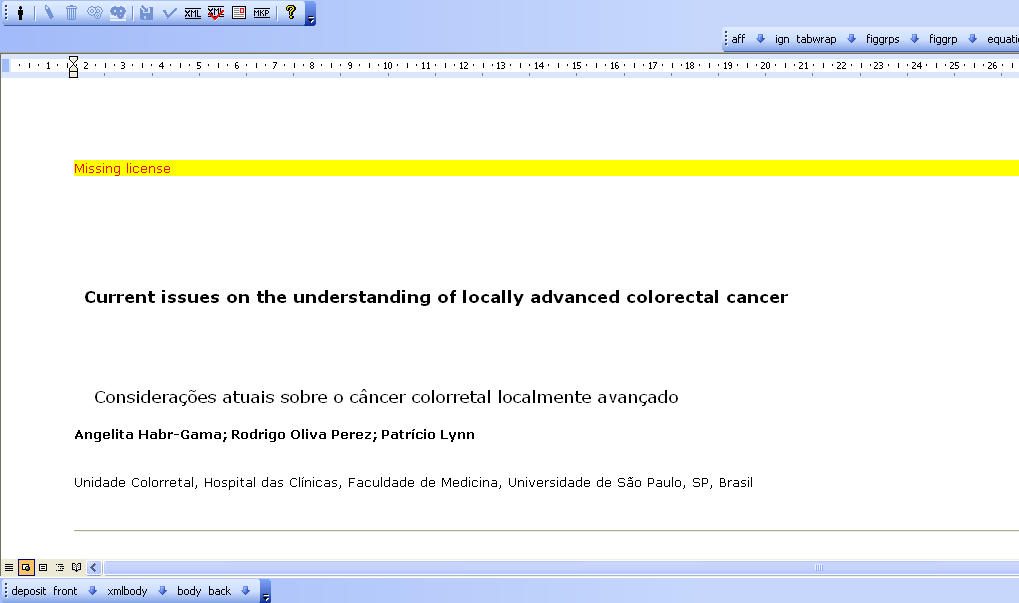 XML XML MKP ?
aff ign tabwrap figgrps figgrp equati
1 2 3 4 5 6 7 8 9 10 11 12 13 14 15 16 17 18 19 20 21 22 23 24 25 26
Missing license
Current issues on the understanding of locally advanced colorectal cancer
Considerações atuais sobre o câncer colorretal localmente avançado
Angelita Habr-Gama; Rodrigo Oliva Perez; Patrício Lynn
Unidade Colorretal, Hospital das Clínicas, Faculdade de Medicina, Universidade de São Paulo, SP, Brasil
deposit front xmlbody body back